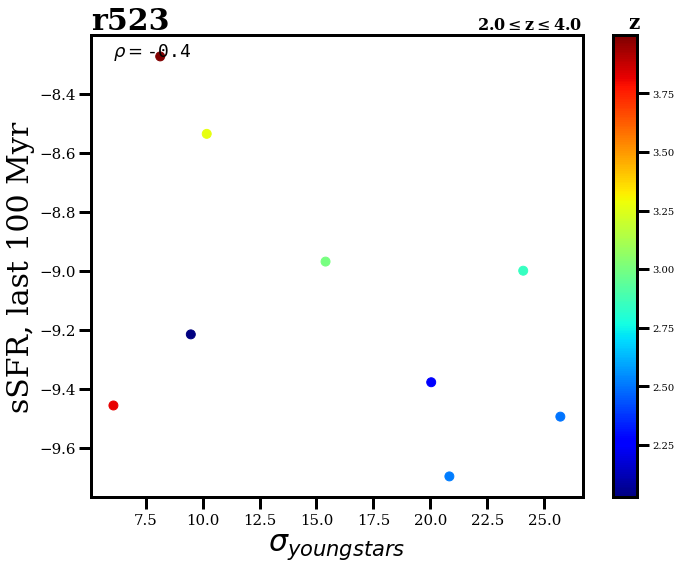 r523
2.0 ≤ z ≤ 4.0
z
ρ = -0.4
−8.4
−8.6
−8.8
−9.0
−9.2
−9.4
−9.6
sSFR, last 100 Myr
7.5 10.0 12.5 15.0 17.5 20.0 22.5 25.0
σyoungstars
3.75
3.50
3.25
3.00
2.75
2.50
2.25